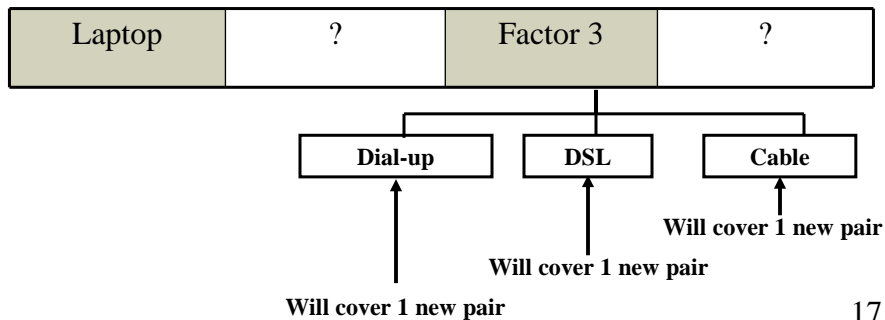 Laptop ? Factor 3 ?
Dial-up DSL Cable
Will cover 1 new pair
Will cover 1 new pair
Will cover 1 new pair
17